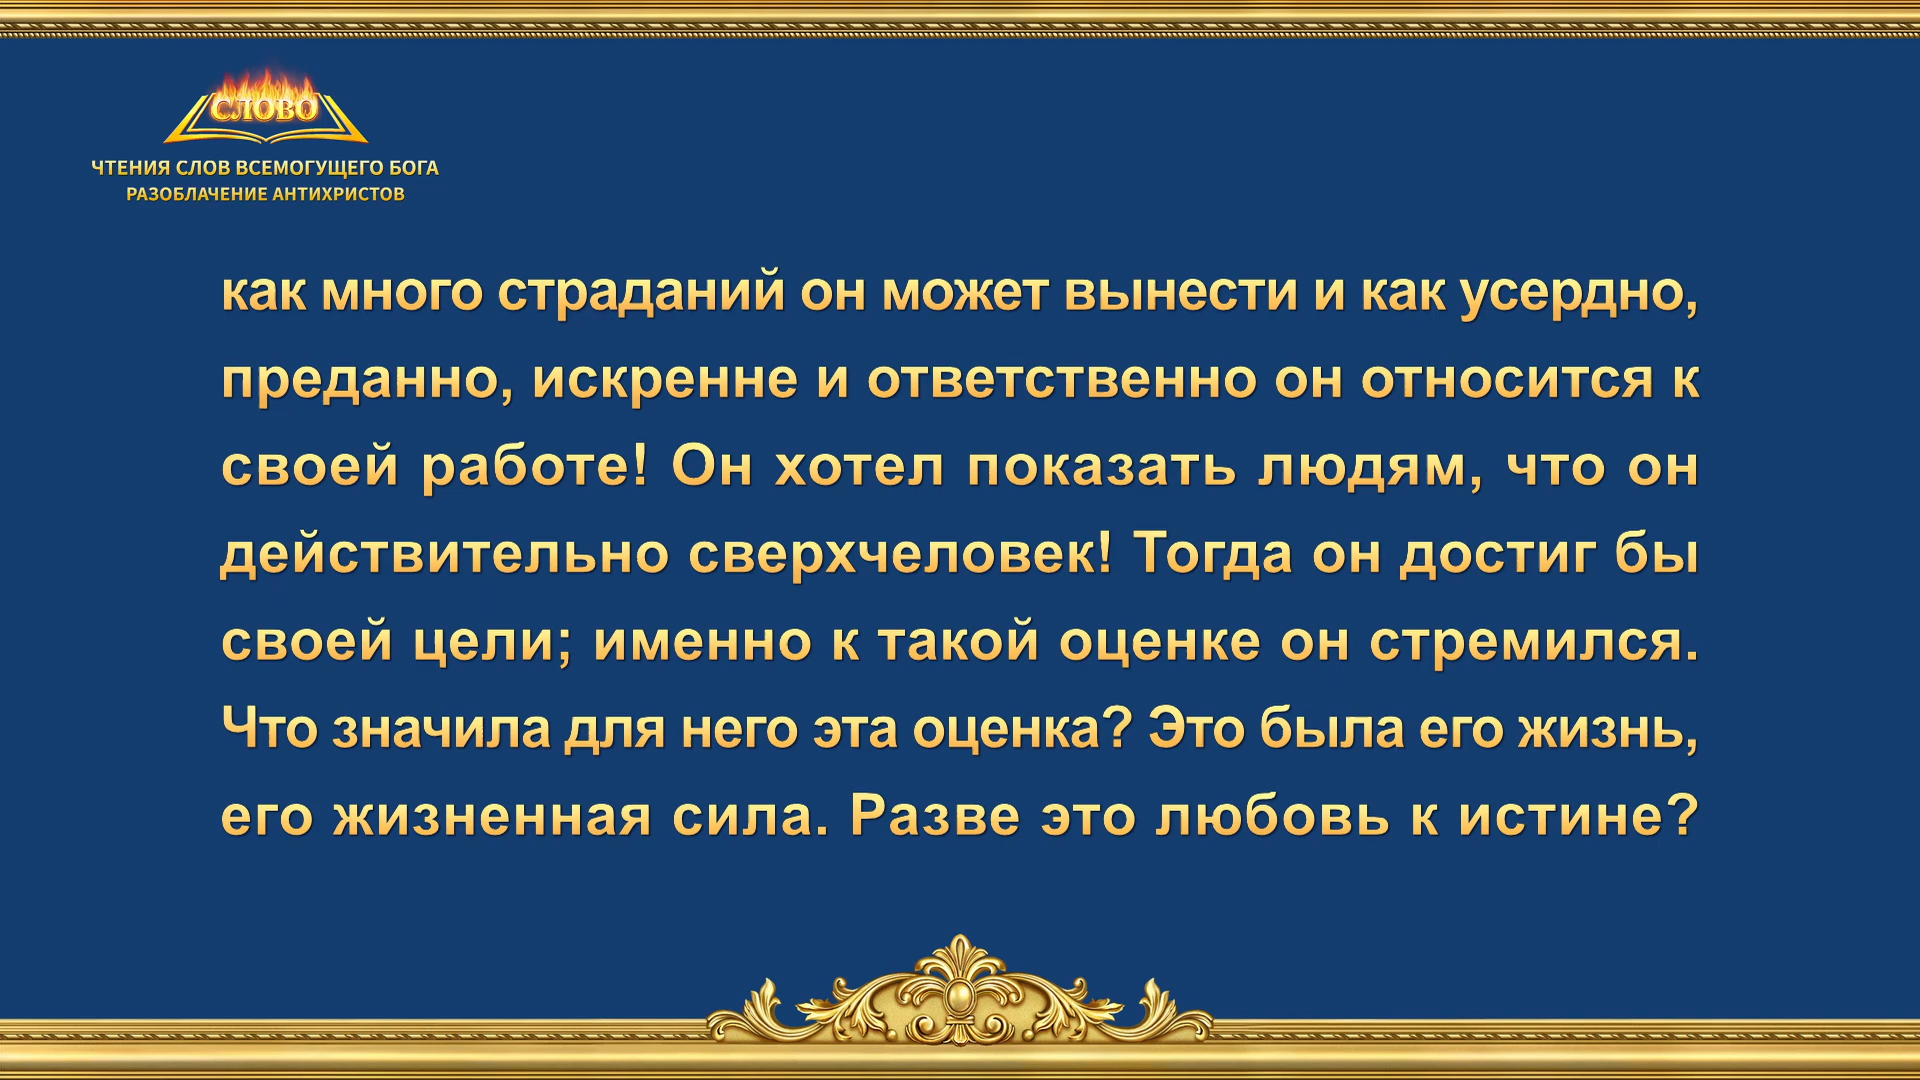 СЛОВО
ЧТЕНИЯ СЛОВ ВСЕМОГУЩЕГО БОГА
РАЗОБЛАЧЕНИЕ АНТИХРИСТОВ
как много страданий он может вынести и как усердно,
преданно, искренне и ответственно он относится к
своей работе! Он хотел показать людям, что он
действительно сверхчеловек! Тогда он достиг бы
своей цели; именно к такой оценке он стремился.
Что значила для него эта оценка? Это была его жизнь,
его жизненная сила. Разве это любовь к истине?